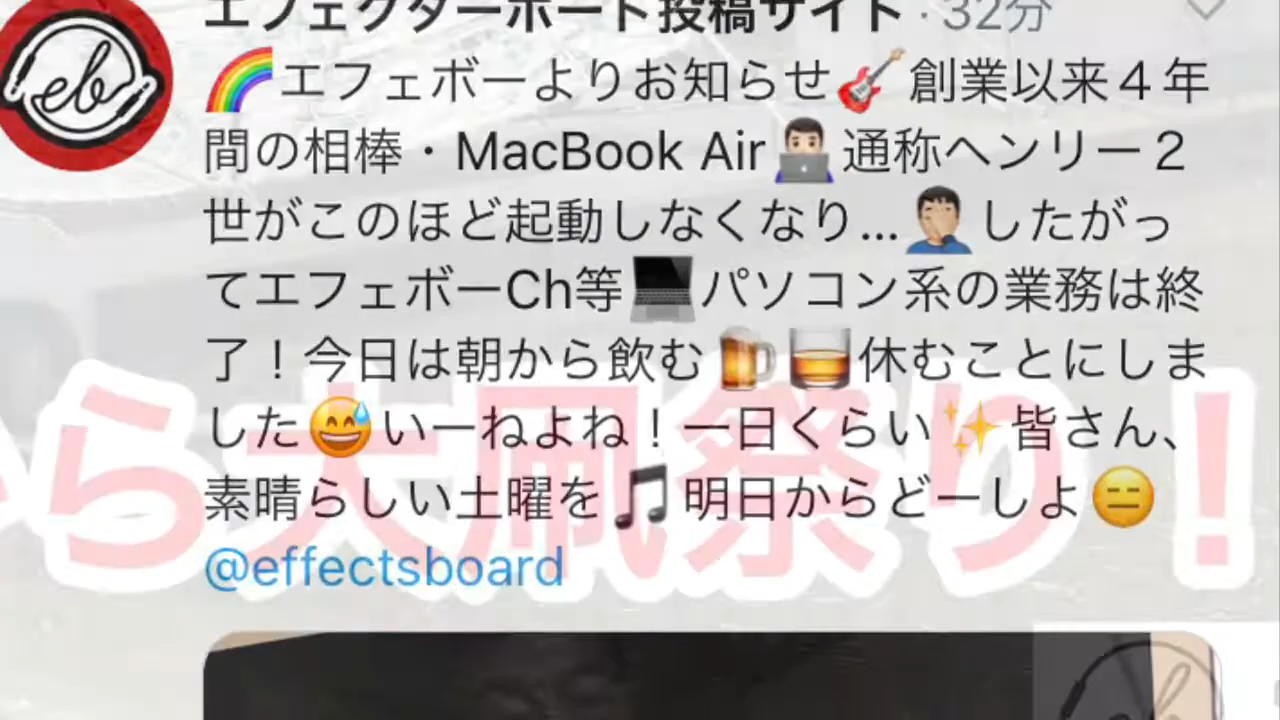 エフェクターボード投稿サイト · 32分
🌈エフェボーよりお知らせ🎸創業以来４年
間の相棒・MacBook Air👨🏻‍💻通称ヘンリー２
世がこのほど起動しなくなり...🤦🏻‍♂️したがっ
てエフェボーCh等💻パソコン系の業務は終
了！今日は朝から飲む🍺🥃休むことにしま
した😅いーねよね！一日くらい✨皆さん、
素晴らしい土曜を🎵明日からどーしよ😑
@effectsboard
ら大凧祭り！
eb